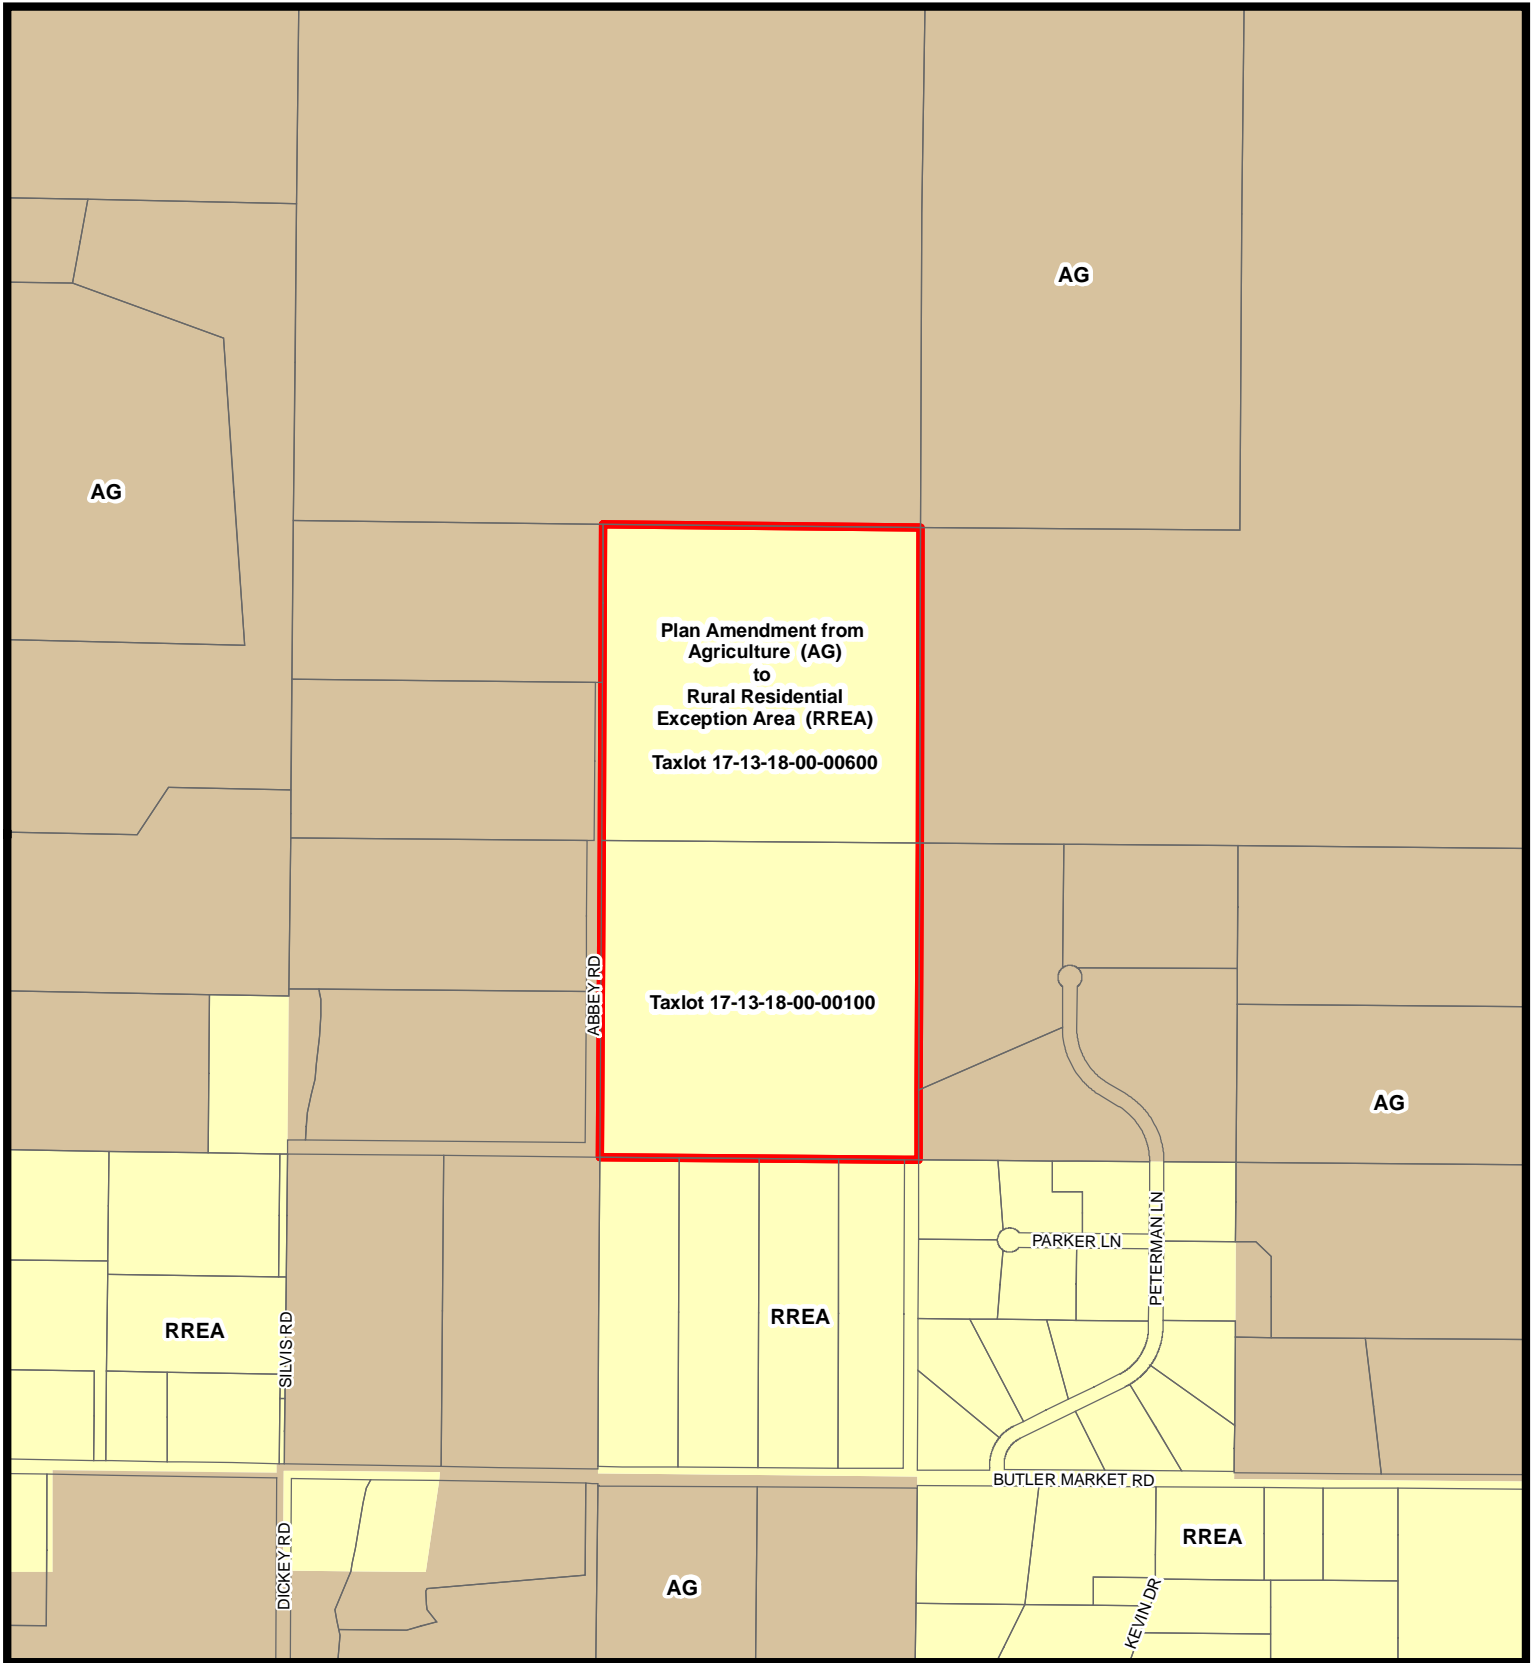 AG
AG
Plan Amendment from
Agriculture (AG)
to
Rural Residential
Exception Area (RREA)
Taxlot 17-13-18-00-00600
ABBEY RD
Taxlot 17-13-18-00-00100
AG
PETERMAN LN
PARKER LN
RREA
SILVIS RD
RREA
BUTLER MARKET RD
DICKEY RD
AG
RREA
KEVIN DR